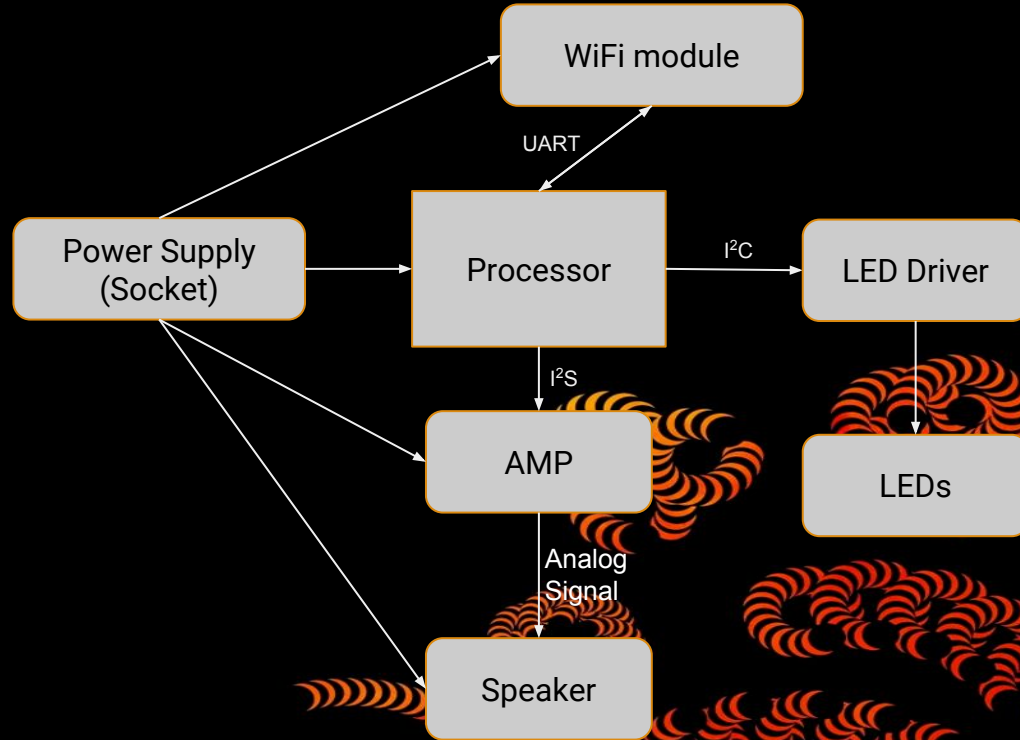 WiFi module
UART
Power Supply
(Socket)
Processor
I²C
LED Driver
I²S
AMP
LEDs
Analog
Signal
Speaker